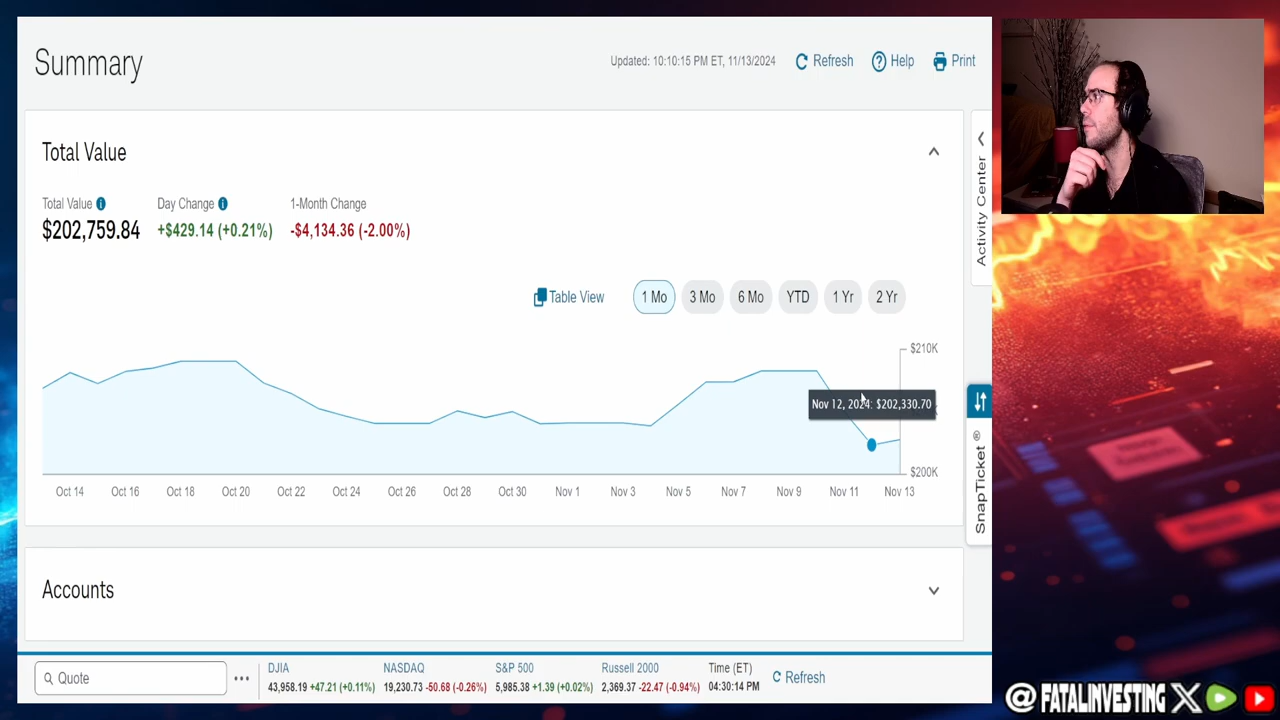 Summary
Updated: 10:10:15 PM ET, 11/13/2024
Refresh
Help
Print
Total Value
Total Value
Day Change
1-Month Change
$202,759.84
+$429.14 (+0.21%)
-$4,134.36 (-2.00%)
Table View
1 Mo
3 Mo
6 Mo
YTD
1 Yr
2 Yr
$210K
Nov 12, 2024: $202,330.70
$200K
Oct 14
Oct 16
Oct 18
Oct 20
Oct 22
Oct 24
Oct 26
Oct 28
Oct 30
Nov 1
Nov 3
Nov 5
Nov 7
Nov 9
Nov 11
Nov 13
Activity Center
SnapTicket®
Accounts
Quote
DJIA
43,958.19 +47.21 (+0.11%)
NASDAQ
19,230.73 -50.68 (-0.26%)
S&P 500
5,985.38 +1.39 (+0.02%)
Russell 2000
2,369.37 -22.47 (-0.94%)
Time (ET)
04:30:14 PM
Refresh
@FATALINVESTING